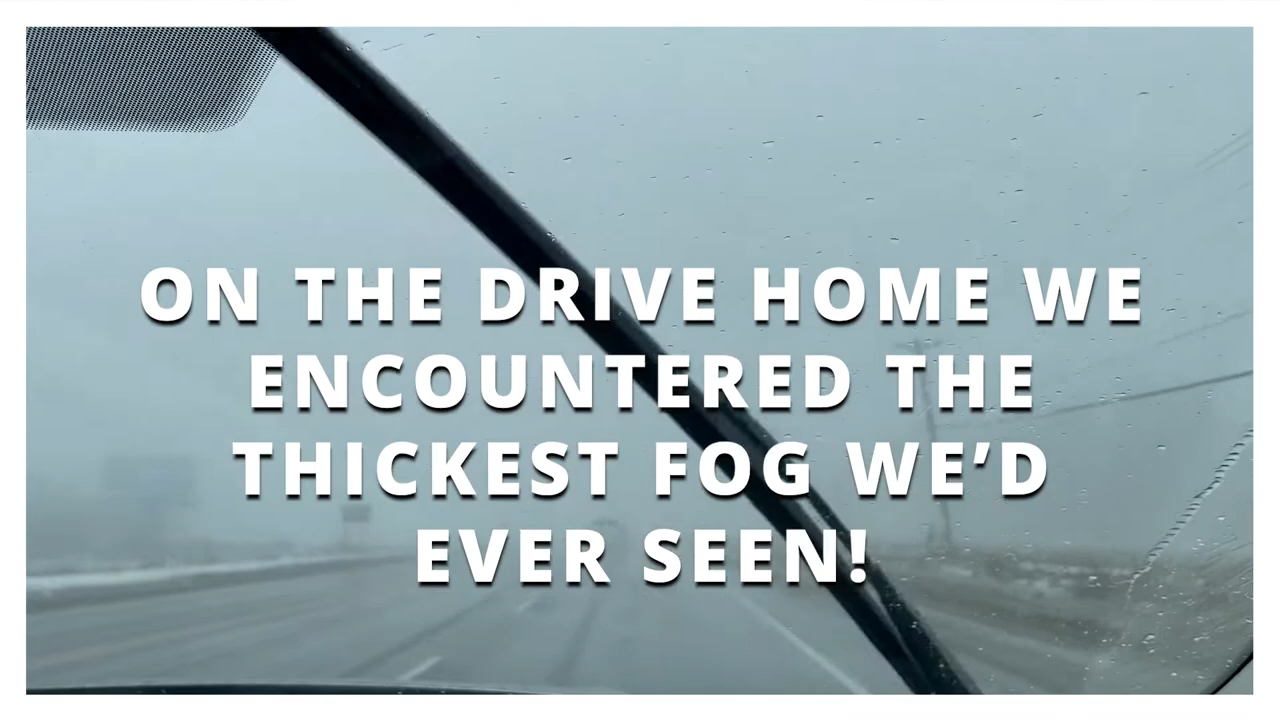 ON THE DRIVE HOME WE
ENCOUNTERED THE
THICKEST FOG WE’D
EVER SEEN!